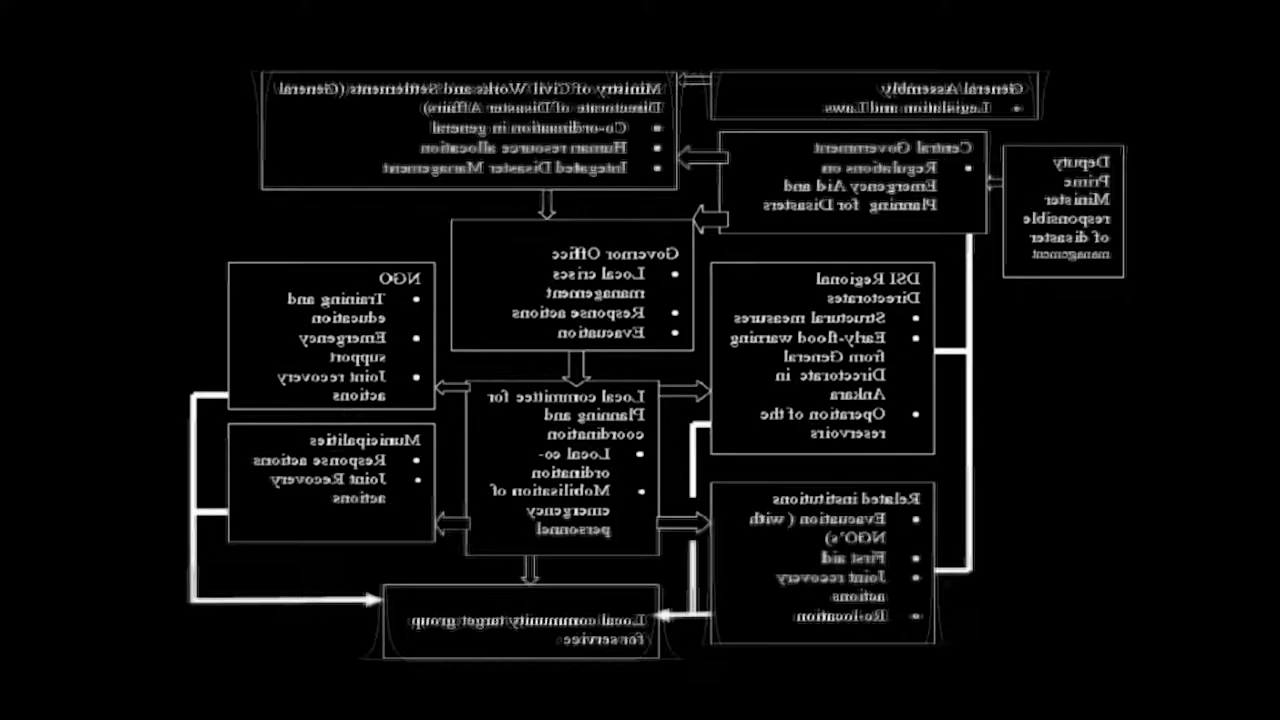 General Assembly
• Legislation and Laws
Ministry of Civil Works and Settlements (General
Directorate of Disaster Affairs)
• Co-ordination in general
• Human resource allocation
• Integated Disaster Management
Central Government
• Regulations on
Emergency Aid and
Planning for Disasters
Deputy
Prime
Minister
responsible
of disaster
management
Governor Office
• Local crises
management
• Response actions
• Evacuation
DSI Regional
Directorates
• Structural measures
• Early-flood warning
from General
Directorate in
Ankara
• Operation of the
reservoirs
NGO
• Training and
education
• Emergency
support
• Joint recovery
actions
Local committee for
Planning and
coordination
• Local co-
ordination
• Mobilisation of
emergency
personnel
Municipalities
• Response actions
• Joint Recovery
actions
Related institutions
• Evacuation ( with
NGO's)
• First aid
• Joint recovery
actions
• Re-location
Local community/target group
for service